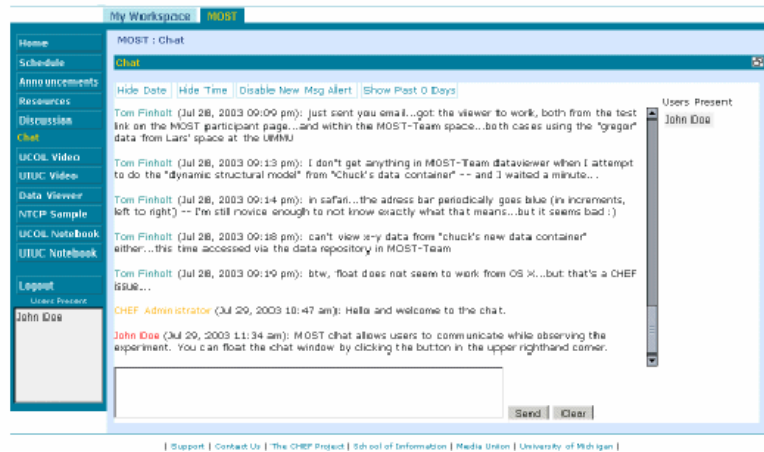 My Workspace MOST
Home
Schedule
Announcements
Resources
Discussion
Chat
UCOL Video
UIUC Video
Data Viewer
NTCP Sample
UCOL Notebook
UIUC Notebook
Logout
Users Present
John Doe
MOST : Chat
Chat
Hide Date Hide Time Disable New Msg Alert Show Past 0 Days
Tom Finholt (Jul 28, 2003 09:09 pm): just sent you email...got the viewer to work, both from the test
link on the MOST participant page...and within the MOST-Team space...both cases using the "gregor"
data from Lars' space at the UMMU
Tom Finholt (Jul 28, 2003 09:13 pm): I don't get anything in MOST-Team dataviewer when I attempt
to do the "dynamic structural model" from "Chuck's data container" -- and I waited a minute...
Tom Finholt (Jul 28, 2003 09:14 pm): in safari...the adress bar periodically goes blue (in increments,
left to right) -- I'm still novice enough to not know exactly what that means...but it seems bad :)
Tom Finholt (Jul 28, 2003 09:18 pm): can't view x-y data from "chuck's new data container"
either...this time accessed via the data repository in MOST-Team
Tom Finholt (Jul 28, 2003 09:19 pm): btw, float does not seem to work from OS X...but that's a CHEF
issue...
CHEF Administrator (Jul 29, 2003 10:47 am): Hello and welcome to the chat.
John Doe (Jul 29, 2003 11:34 am): MOST chat allows users to communicate while observing the
experiment. You can float the chat window by clicking the button in the upper righthand corner.
Users Present
John Doe
Send Clear
| Support | Contact Us | The CHEF Project | School of Information | Media Union | University of Michigan |